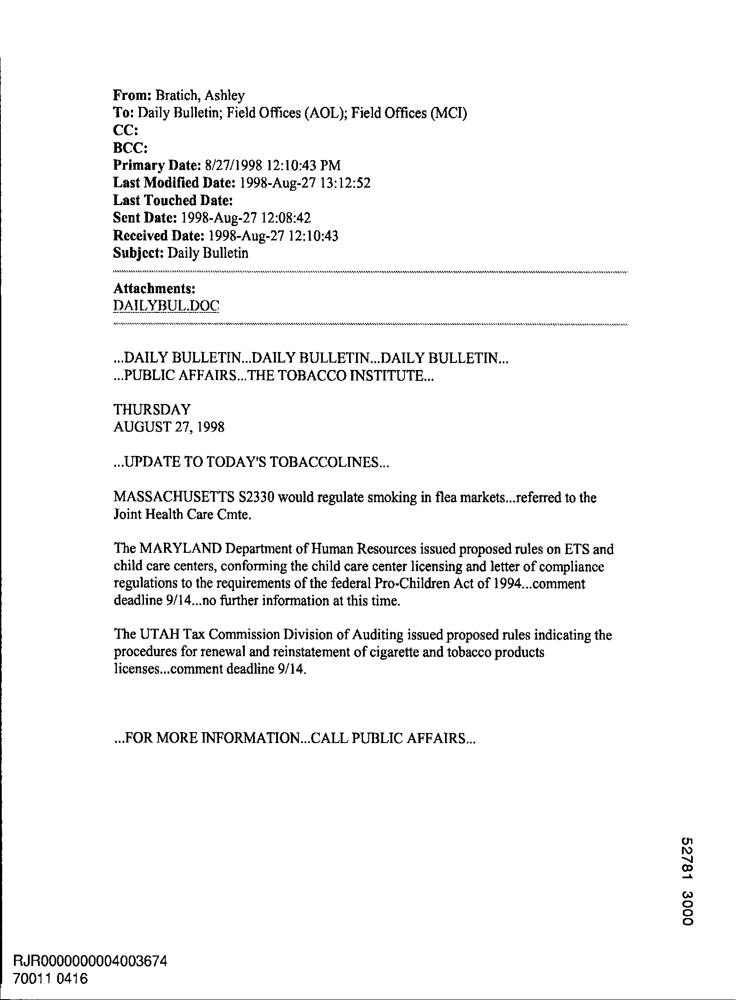 From: Bratich, Ashley
To: Daily Bulletin; Field Offices (AOL); Field Offices (MCI)
CC:
BCC:
Primary Date: 8/27/1998 12:10:43 PM
Last Modified Date: 1998-Aug-27 13:12:52
Last Touched Date:
Sent Date: 1998-Aug-27 12:08:42
Received Date: 1998-Aug-27 12:10:43
Subject: Daily Bulletin
Attachments:
DAILYBUL.DOC
...DAILY BULLETIN...DAILY BULLETIN...DAILY BULLETIN...
...PUBLIC AFFAIRS...THE TOBACCO INSTITUTE...
THURSDAY
AUGUST 27, 1998
...UPDATE TO TODAY'S TOBACCOLINES...
MASSACHUSETTS S2330 would regulate smoking in flea markets...referred to the
Joint Health Care Cmte.
The MARYLAND Department of Human Resources issued proposed rules on ETS and
child care centers, conforming the child care center licensing and letter of compliance
regulations to the requirements of the federal Pro-Children Act of 1994...comment
deadline 9/14...no further information at this time.
The UTAH Tax Commission Division of Auditing issued proposed rules indicating the
procedures for renewal and reinstatement of cigarette and tobacco products
licenses...comment deadline 9/14.
...FOR MORE INFORMATION...CALL PUBLIC AFFAIRS...
52781 3000
RJR0000000004003674
70011 0416